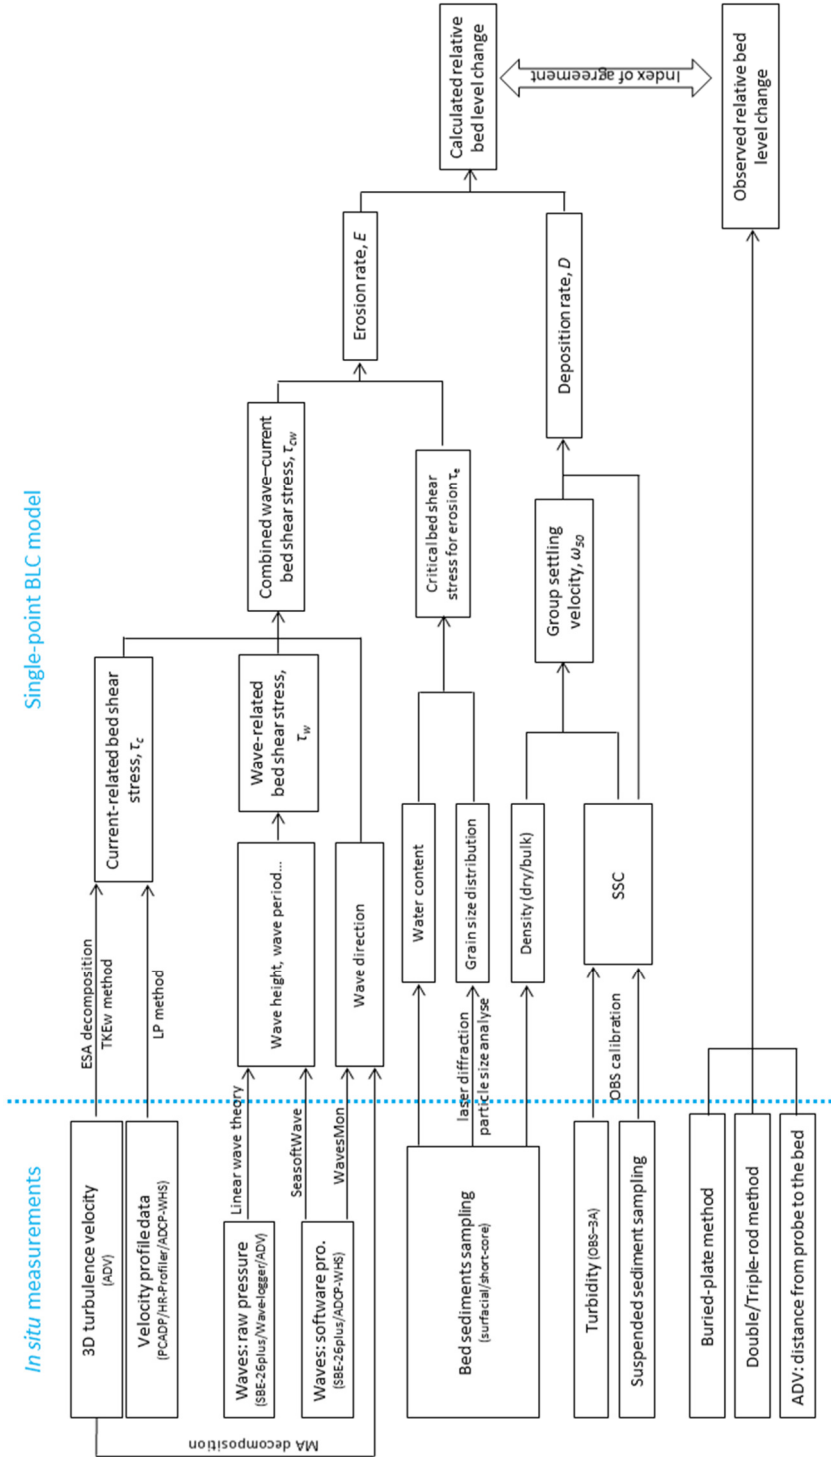 In situ measurements
Single-point BLC model
3D turbulence velocity
(ADV)
Velocity profile data
(PCADP/HR-Profiler/ADCP-WHS)
Waves: raw pressure
(SBE-26plus/Wave-logger/ADV)
Waves: software pro.
(SBE-26plus/ADCP-WHS)
MA decomposition
Bed sediments sampling
(surfacial/short-core)
Turbidity (OBS-3A)
Suspended sediment sampling
Buried-plate method
Double/Triple-rod method
ADV: distance from probe to the bed
ESA decomposition
TKEw method
LP method
Linear wave theory
SeasoftWave
WavesMon
laser diffraction
particle size analyse
OBS calibration
Current-related bed shear
stress, τc
Wave height, wave period...
Wave direction
Wave-related
bed shear stress,
τw
Water content
Grain size distribution
Density (dry/bulk)
SSC
Combined wave–current
bed shear stress, τcw
Critical bed shear
stress for erosion τe
Group settling
velocity, ω50
Erosion rate, E
Deposition rate, D
Calculated relative
bed level change
Index of agreement
Observed relative bed
level change